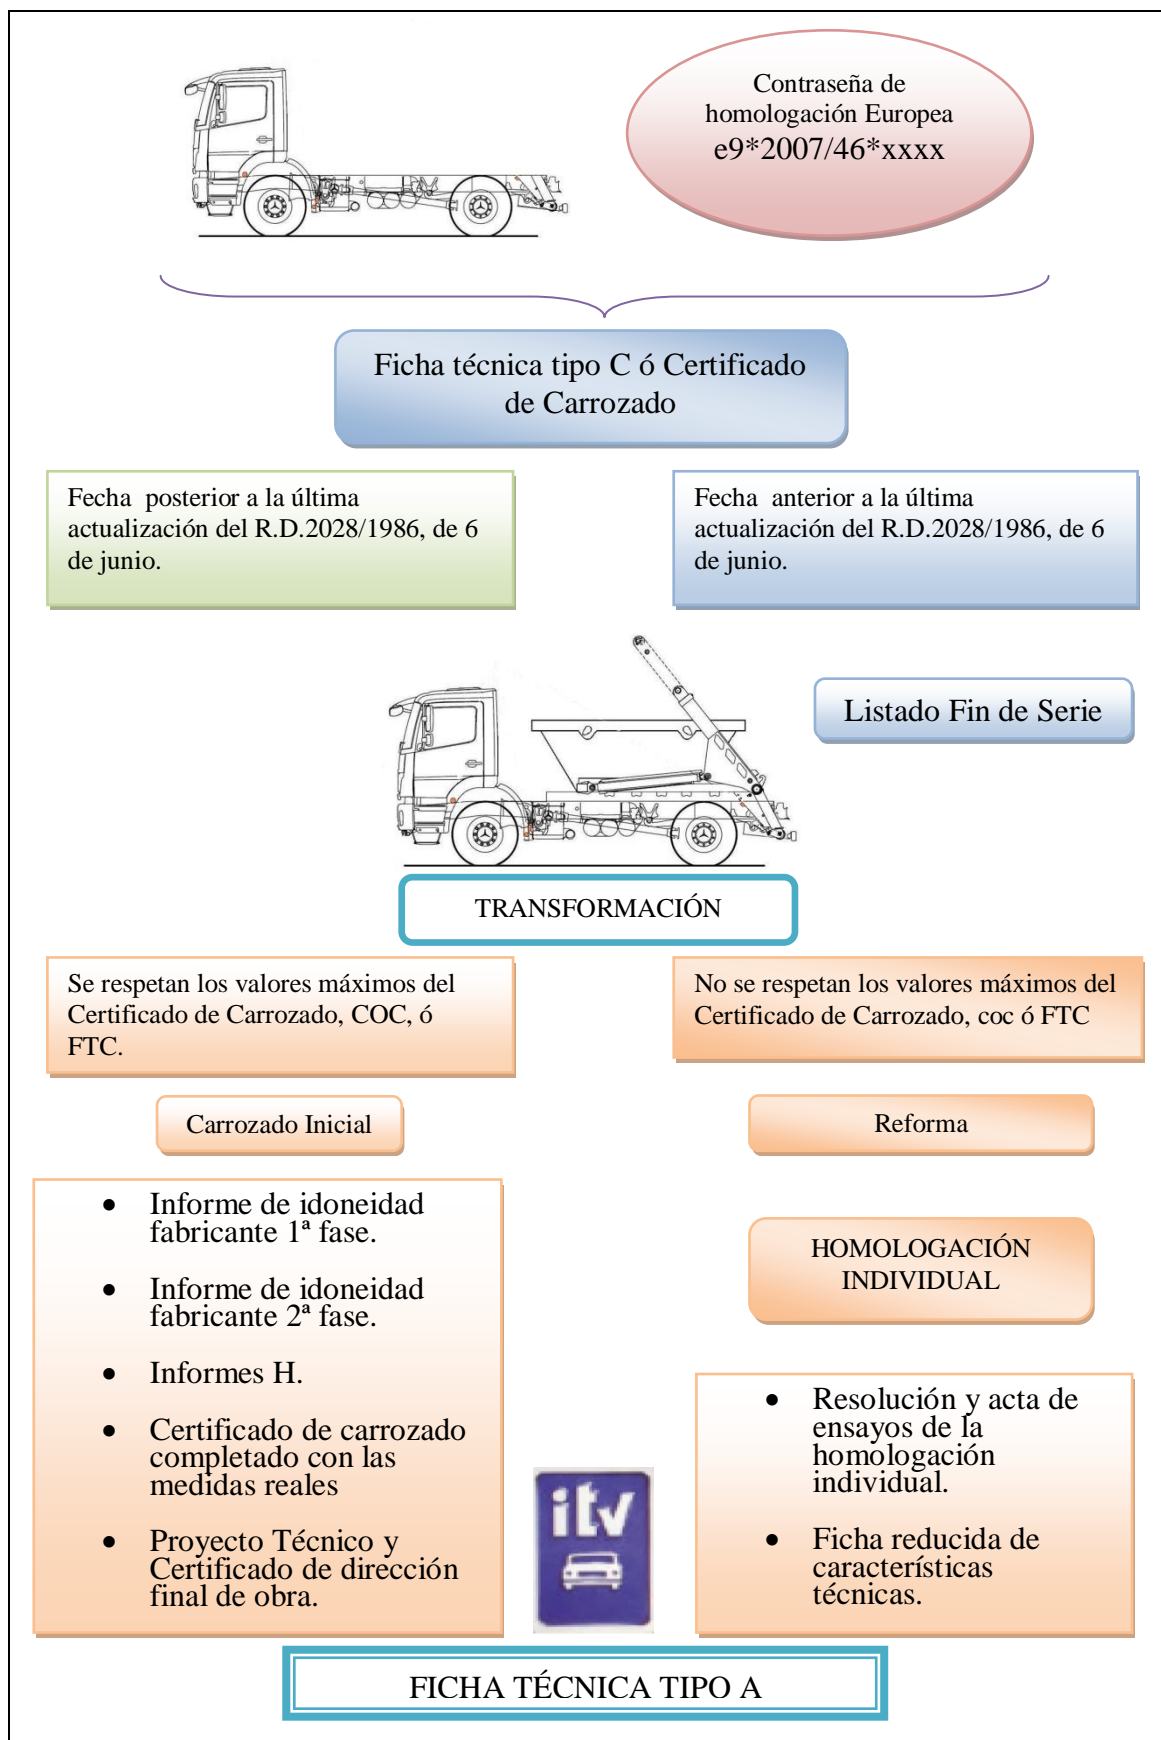 Contraseña de
homologación Europea
e9*2007/46*xxxx
Ficha técnica tipo C ó Certificado
de Carrozado
Fecha posterior a la última
actualización del R.D.2028/1986, de 6
de junio.
Fecha anterior a la última
actualización del R.D.2028/1986, de 6
de junio.
Listado Fin de Serie
TRANSFORMACIÓN
Se respetan los valores máximos del
Certificado de Carrozado, COC, ó
FTC.
No se respetan los valores máximos del
Certificado de Carrozado, coc ó FTC
Carrozado Inicial
Reforma
• Informe de idoneidad
fabricante 1ª fase.
• Informe de idoneidad
fabricante 2ª fase.
• Informes H.
• Certificado de carrozado
completado con las
medidas reales
• Proyecto Técnico y
Certificado de dirección
final de obra.
HOMOLOGACIÓN
INDIVIDUAL
• Resolución y acta de
ensayos de la
homologación
individual.
• Ficha reducida de
características
técnicas.
itv
FICHA TÉCNICA TIPO A